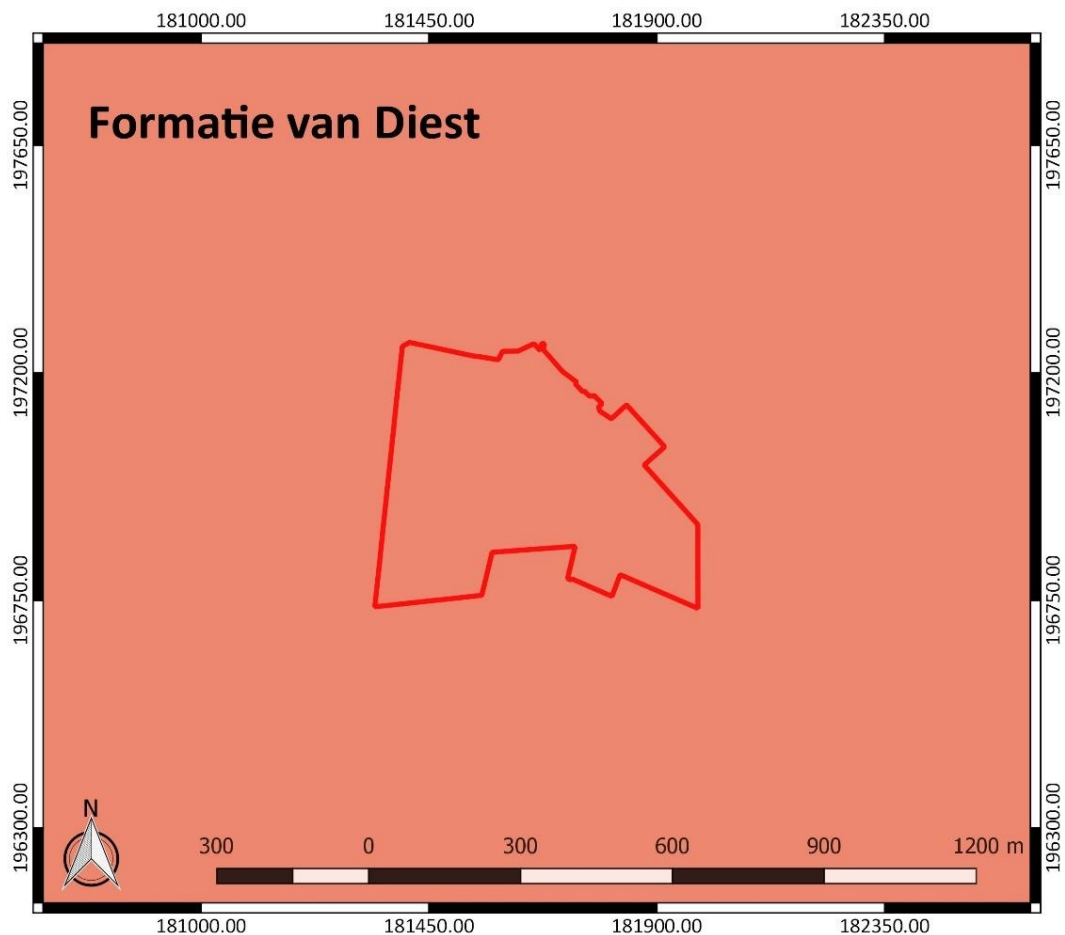 181000.00 181450.00 181900.00 182350.00
Formatie van Diest
197650.00 197650.00
197200.00 197200.00
196750.00 196750.00
196300.00 196300.00
N
300 0 300 600 900 1200 m
181000.00 181450.00 181900.00 182350.00